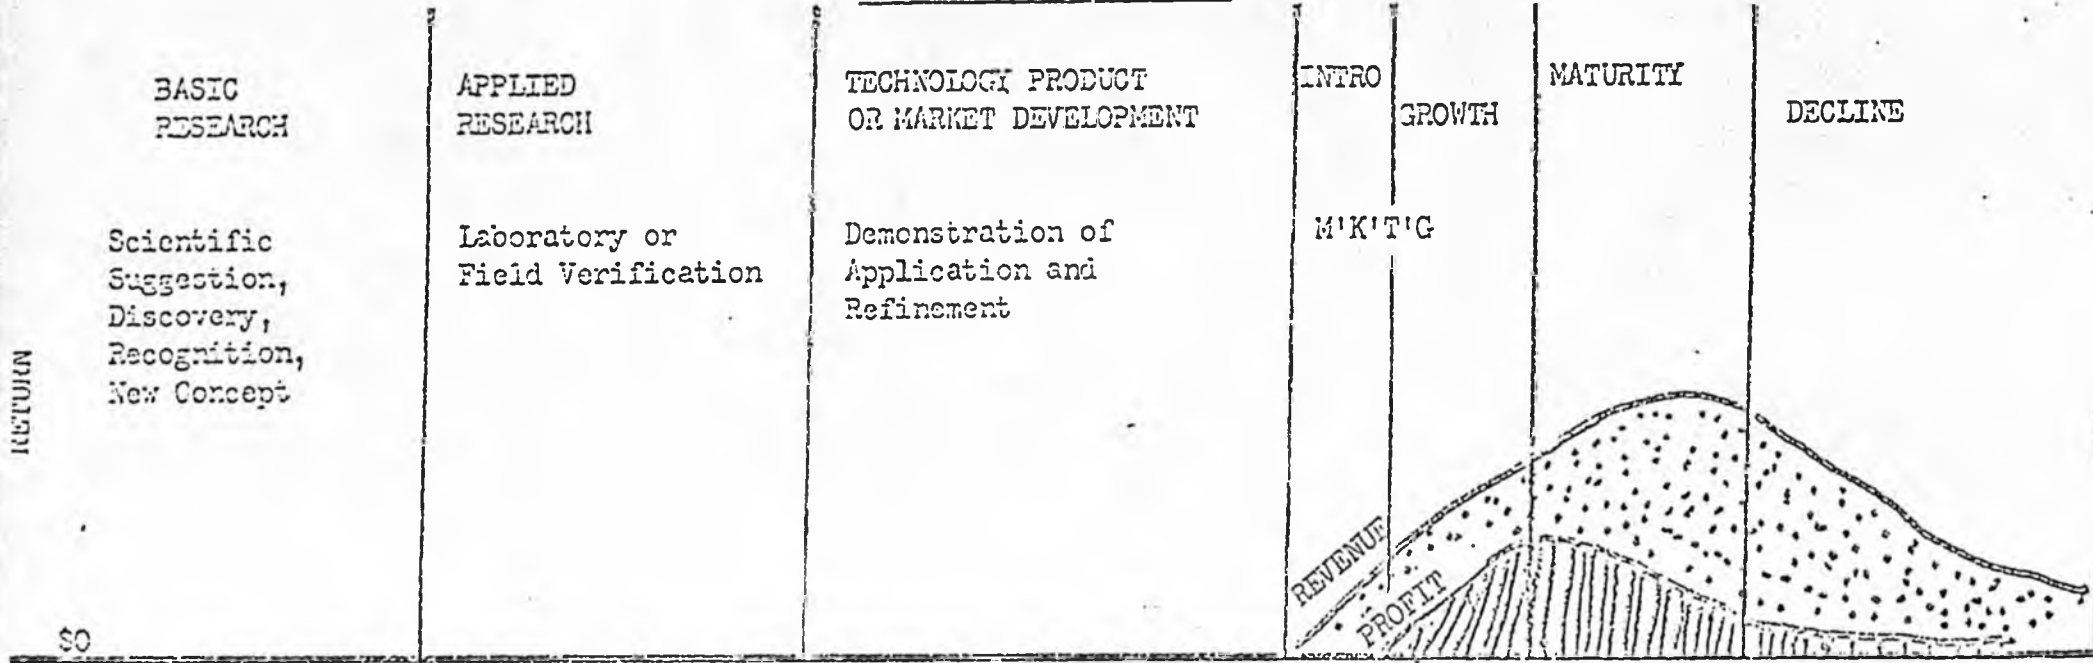 BASIC
RESEARCH
APPLIED
RESEARCH
TECHNOLOGY PRODUCT
OR MARKET DEVELOPMENT
INTRO
GROWTH
MATURITY
DECLINE
Scientific
Suggestion,
Discovery,
Recognition,
New Concept
Laboratory or
Field Verification
Demonstration of
Application and
Refinement
M'K'T'G
RETURN
REVENUE
PROFIT
$0